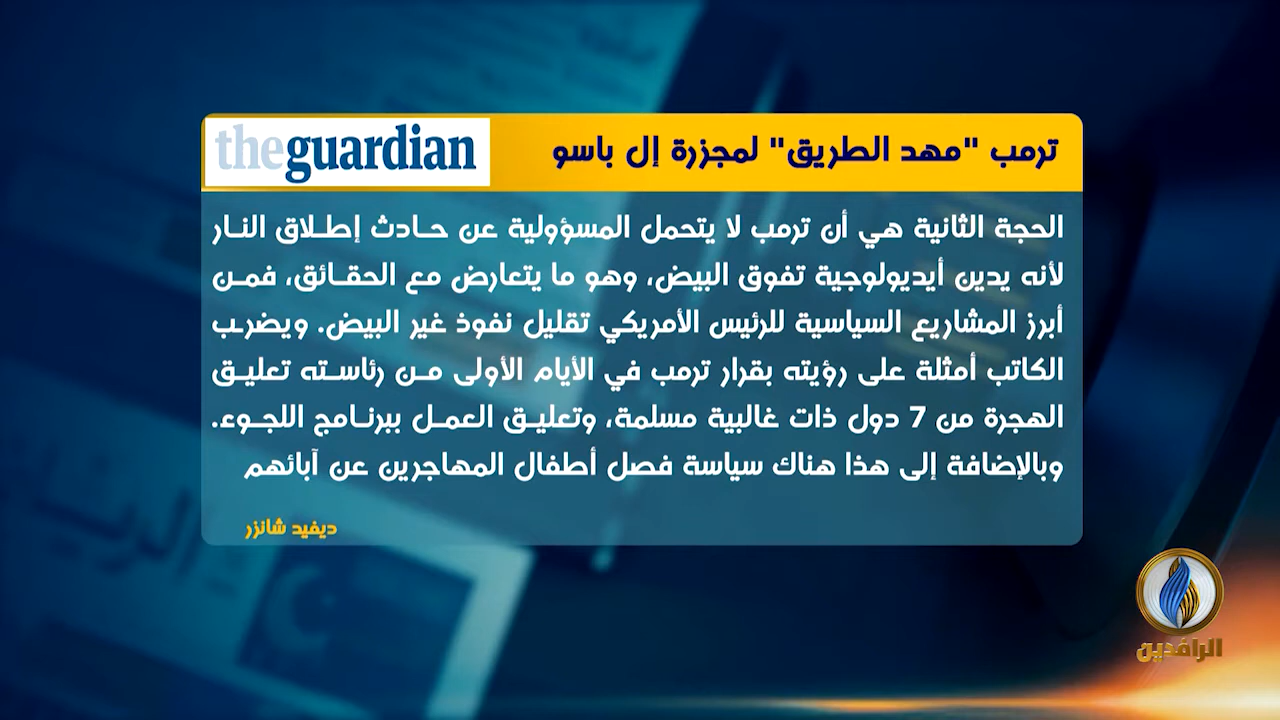 ترمب "مهد الطريق" لمجزرة إل باسو
theguardian
الحجة الثانية هي أن ترمب لا يتحمل المسؤولية عن حادث إطلاق النار
لأنه يدين أيديولوجية تفوق البيض، وهو ما يتعارض مع الحقائق، فمن
أبرز المشاريع السياسية للرئيس الأمريكي تقليل نفوذ غير البيض. ويضرب
الكاتب أمثلة على رؤيته بقرار ترمب في الأيام الأولى من رئاسته تعليق
الهجرة من 7 دول ذات غالبية مسلمة، وتعليق العمل ببرنامج اللجوء.
وبالإضافة إلى هذا هناك سياسة فصل أطفال المهاجرين عن آبائهم
ديفيد شانزر
الرافدين